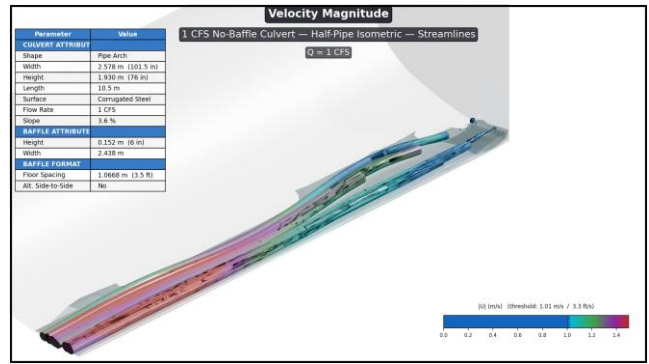 Velocity Magnitude
1 CFS No-Baffle Culvert — Half-Pipe Isometric — Streamlines
Q = 1 CFS
Parameter Value
CULVERT ATTRIBUT
Shape Pipe Arch
Width 2.578 m (101.5 in)
Height 1.930 m (76 in)
Length 10.5 m
Surface Corrugated Steel
Flow Rate 1 CFS
Slope 3.6 %
BAFFLE ATTRIBUTE
Height 0.152 m (6 in)
Width 2.438 m
BAFFLE FORMAT
Floor Spacing 1.0668 m (3.5 ft)
Alt. Side-to-Side No
|U| (m/s) (threshold: 1.01 m/s / 3.3 ft/s)
0.0 0.2 0.4 0.6 0.8 1.0 1.2 1.4